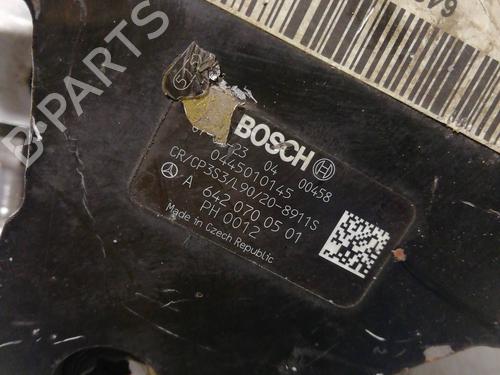 BOSCH
23 04 00458
0445010145
CR/CP3S3/L90/20-8911S
A 642 070 05 01
PH 0012
Made in Czech Republic
B-PARTS